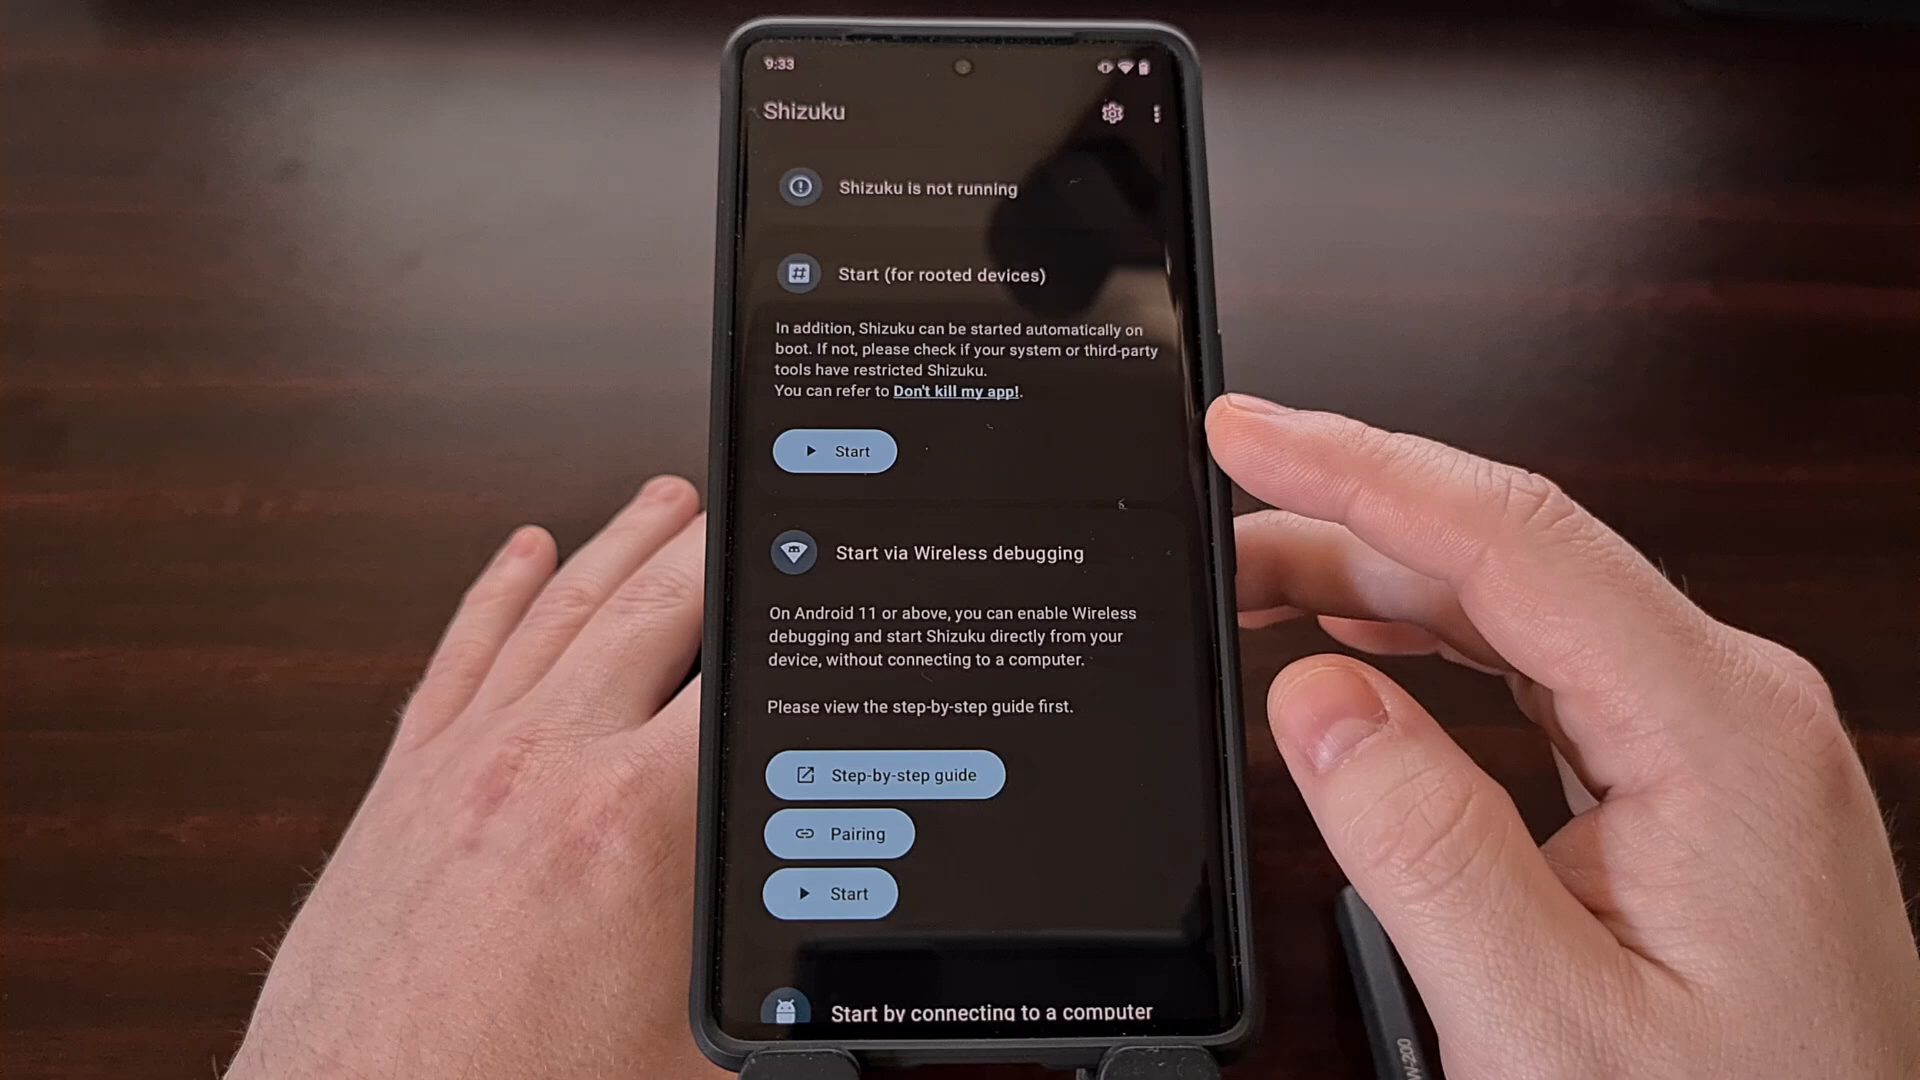 9:33
Shizuku
Shizuku is not running
Start (for rooted devices)
In addition, Shizuku can be started automatically on
boot. If not, please check if your system or third-party
tools have restricted Shizuku.
You can refer to Don't kill my app!.
Start
Start via Wireless debugging
On Android 11 or above, you can enable Wireless
debugging and start Shizuku directly from your
device, without connecting to a computer.
Please view the step-by-step guide first.
Step-by-step guide
Pairing
Start
Start by connecting to a computer
W-200